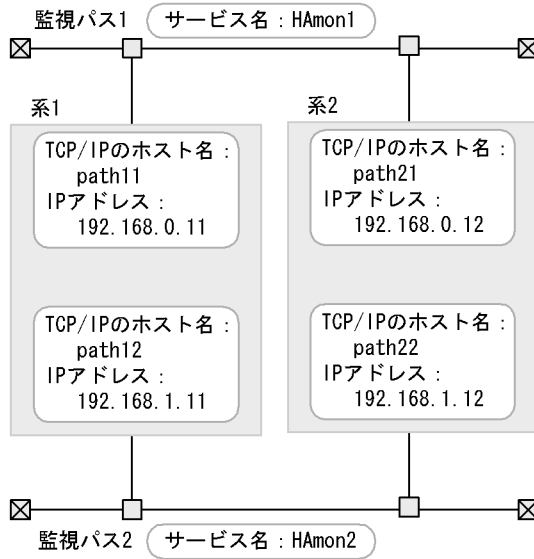 監視パス1 サービス名：HAmon1
系1
TCP/IPのホスト名：
path11
IPアドレス：
192.168.0.11
TCP/IPのホスト名：
path12
IPアドレス：
192.168.1.11
系2
TCP/IPのホスト名：
path21
IPアドレス：
192.168.0.12
TCP/IPのホスト名：
path22
IPアドレス：
192.168.1.12
監視パス2 サービス名：HAmon2